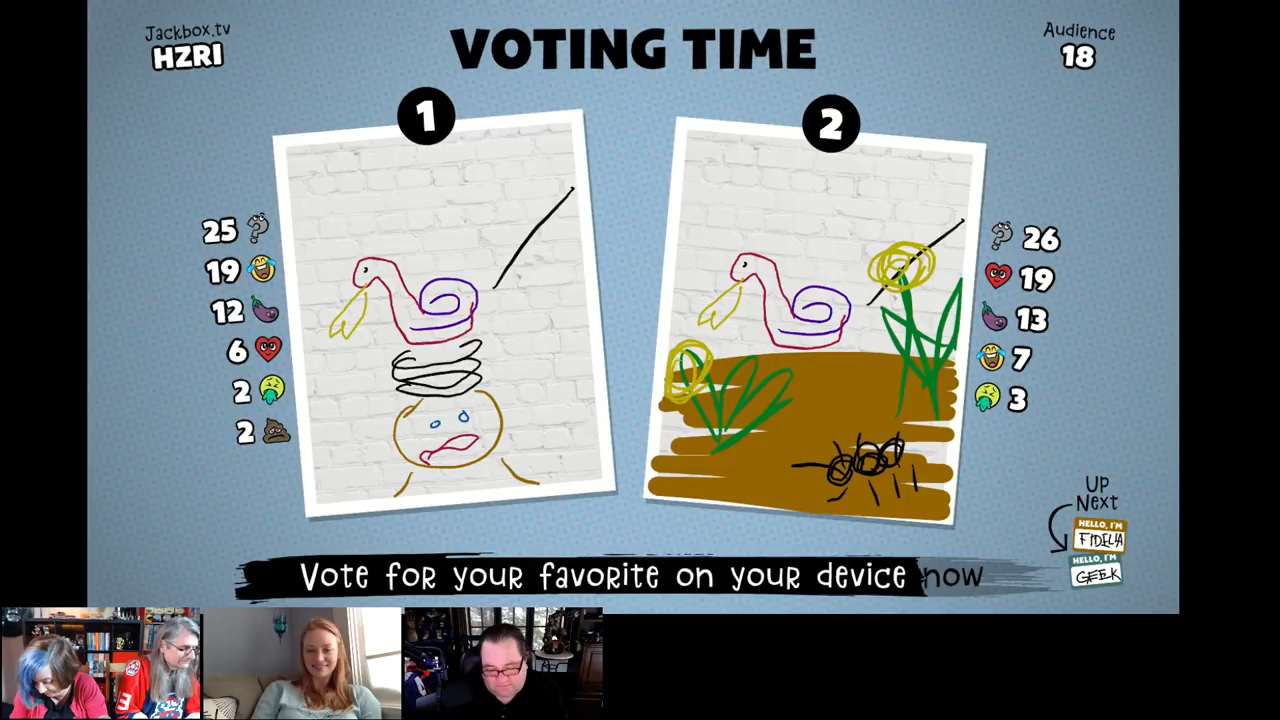 Jackbox.tv
HZRI
VOTING TIME
Audience
18
1
2
25
19
12
6
2
2
26
19
13
7
3
UP
NEXT
HELLO, I'M
FIDELIA
HELLO, I'M
GEEK
VOTE FOR YOUR FAVORITE ON YOUR DEVICE NOW